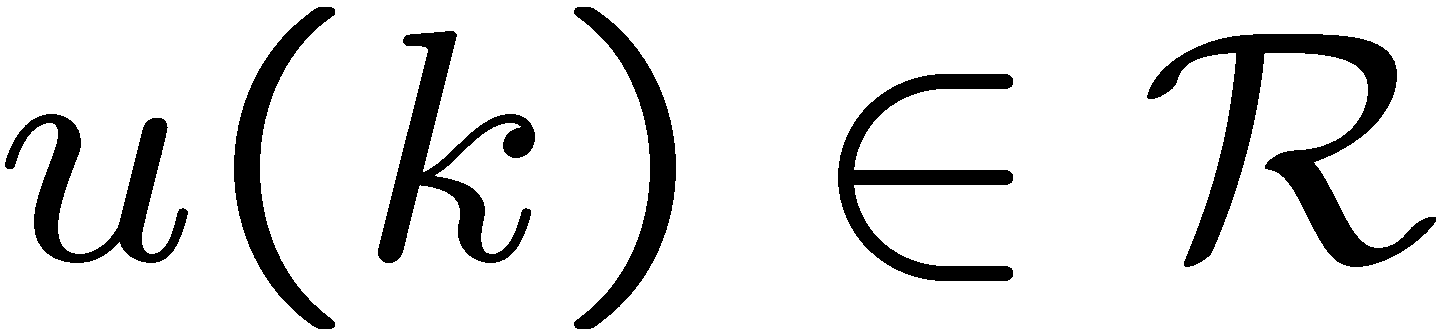 u(k) ∈ ℛ